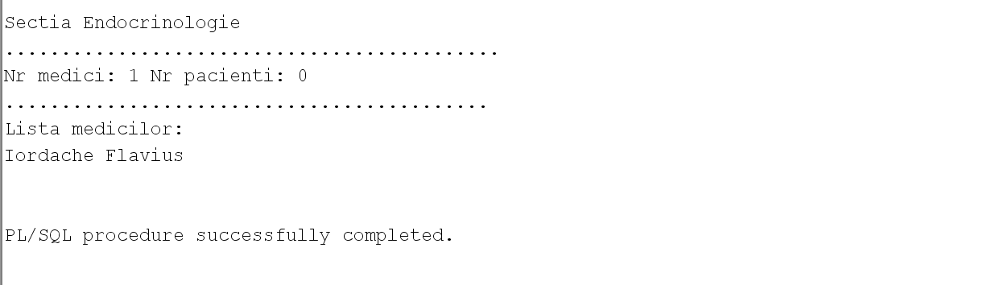 Sectia Endocrinologie
............................................
Nr medici: 1 Nr pacienti: 0
...........................................
Lista medicilor:
Iordache Flavius
PL/SQL procedure successfully completed.